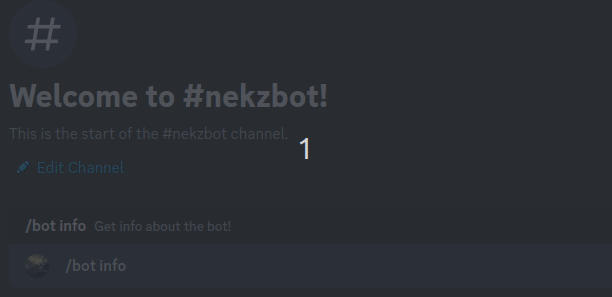 #
Welcome to #nekzbot!
This is the start of the #nekzbot channel.
1
Edit Channel
/bot info Get info about the bot!
/bot info